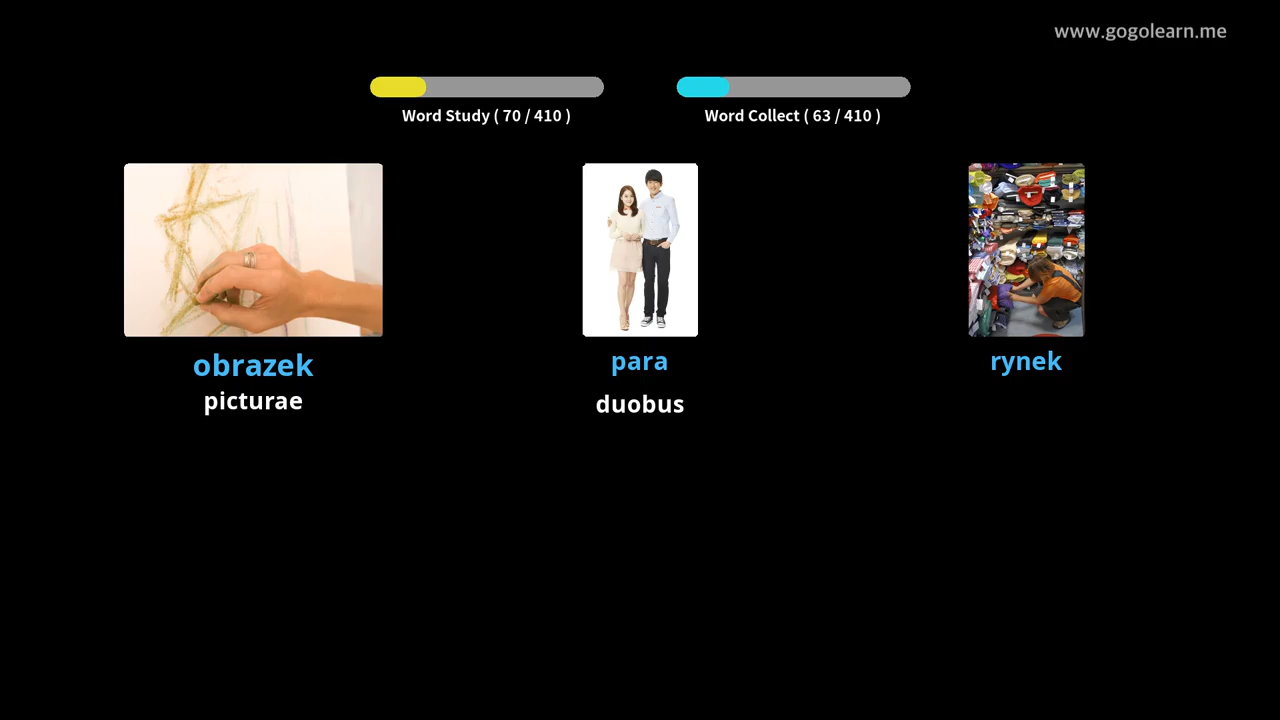 www.gogolearn.me
Word Study ( 70 / 410 )
Word Collect ( 63 / 410 )
obrazek
picturae
para
duobus
rynek